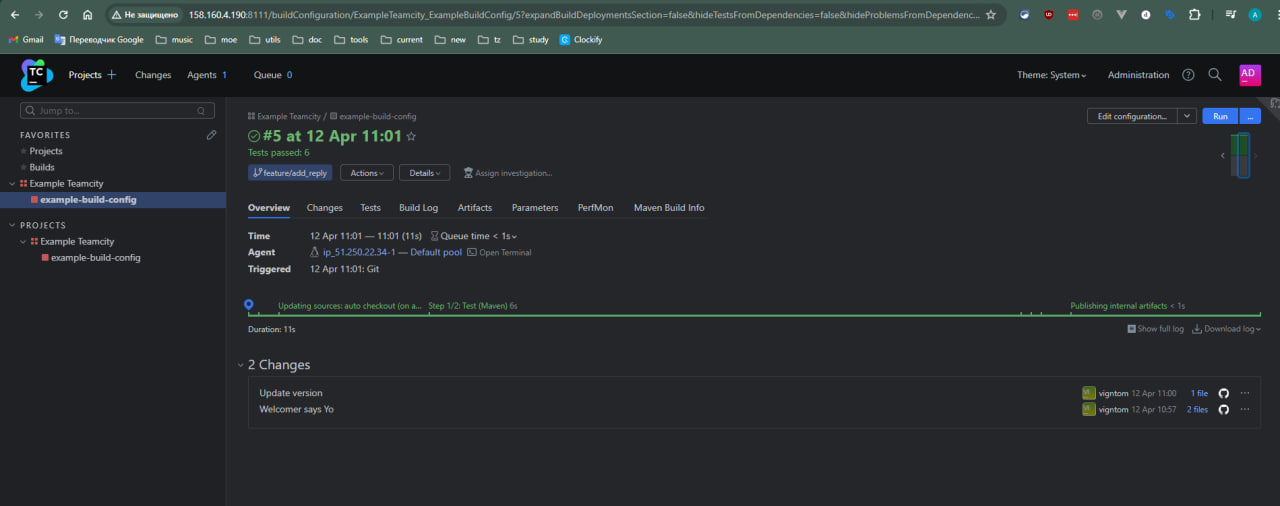 Не защищено 158.160.4.190:8111/buildConfiguration/ExampleTeamcity_ExampleBuildConfig/5?expandBuildDeploymentsSection=false&hideTestsFromDependencies=false&hideProblemsFromDependenc...
Gmail Переводчик Google music moe utils doc tools current new tz study Clockify
TC Projects Changes Agents 1 Queue 0 Theme: System Administration AD
Jump to... Q
Example Teamcity / example-build-config Edit configuration... Run ...
FAVORITES
#5 at 12 Apr 11:01
Projects
Tests passed: 6
Builds
feature/add_reply Actions Details Assign investigation...
Example Teamcity
example-build-config
Overview Changes Tests Build Log Artifacts Parameters PerfMon Maven Build Info
PROJECTS
Time 12 Apr 11:01 — 11:01 (11s) Queue time < 1s
Example Teamcity
Agent ip_51.250.22.34-1 — Default pool Open Terminal
example-build-config
Triggered 12 Apr 11:01: Git
Updating sources: auto checkout (on a... Step 1/2: Test (Maven) 6s Publishing internal artifacts < 1s
Duration: 11s Show full log Download log
2 Changes
Update version vigntom 12 Apr 11:00 1 file ...
Welcomer says Yo vigntom 12 Apr 10:57 2 files ...